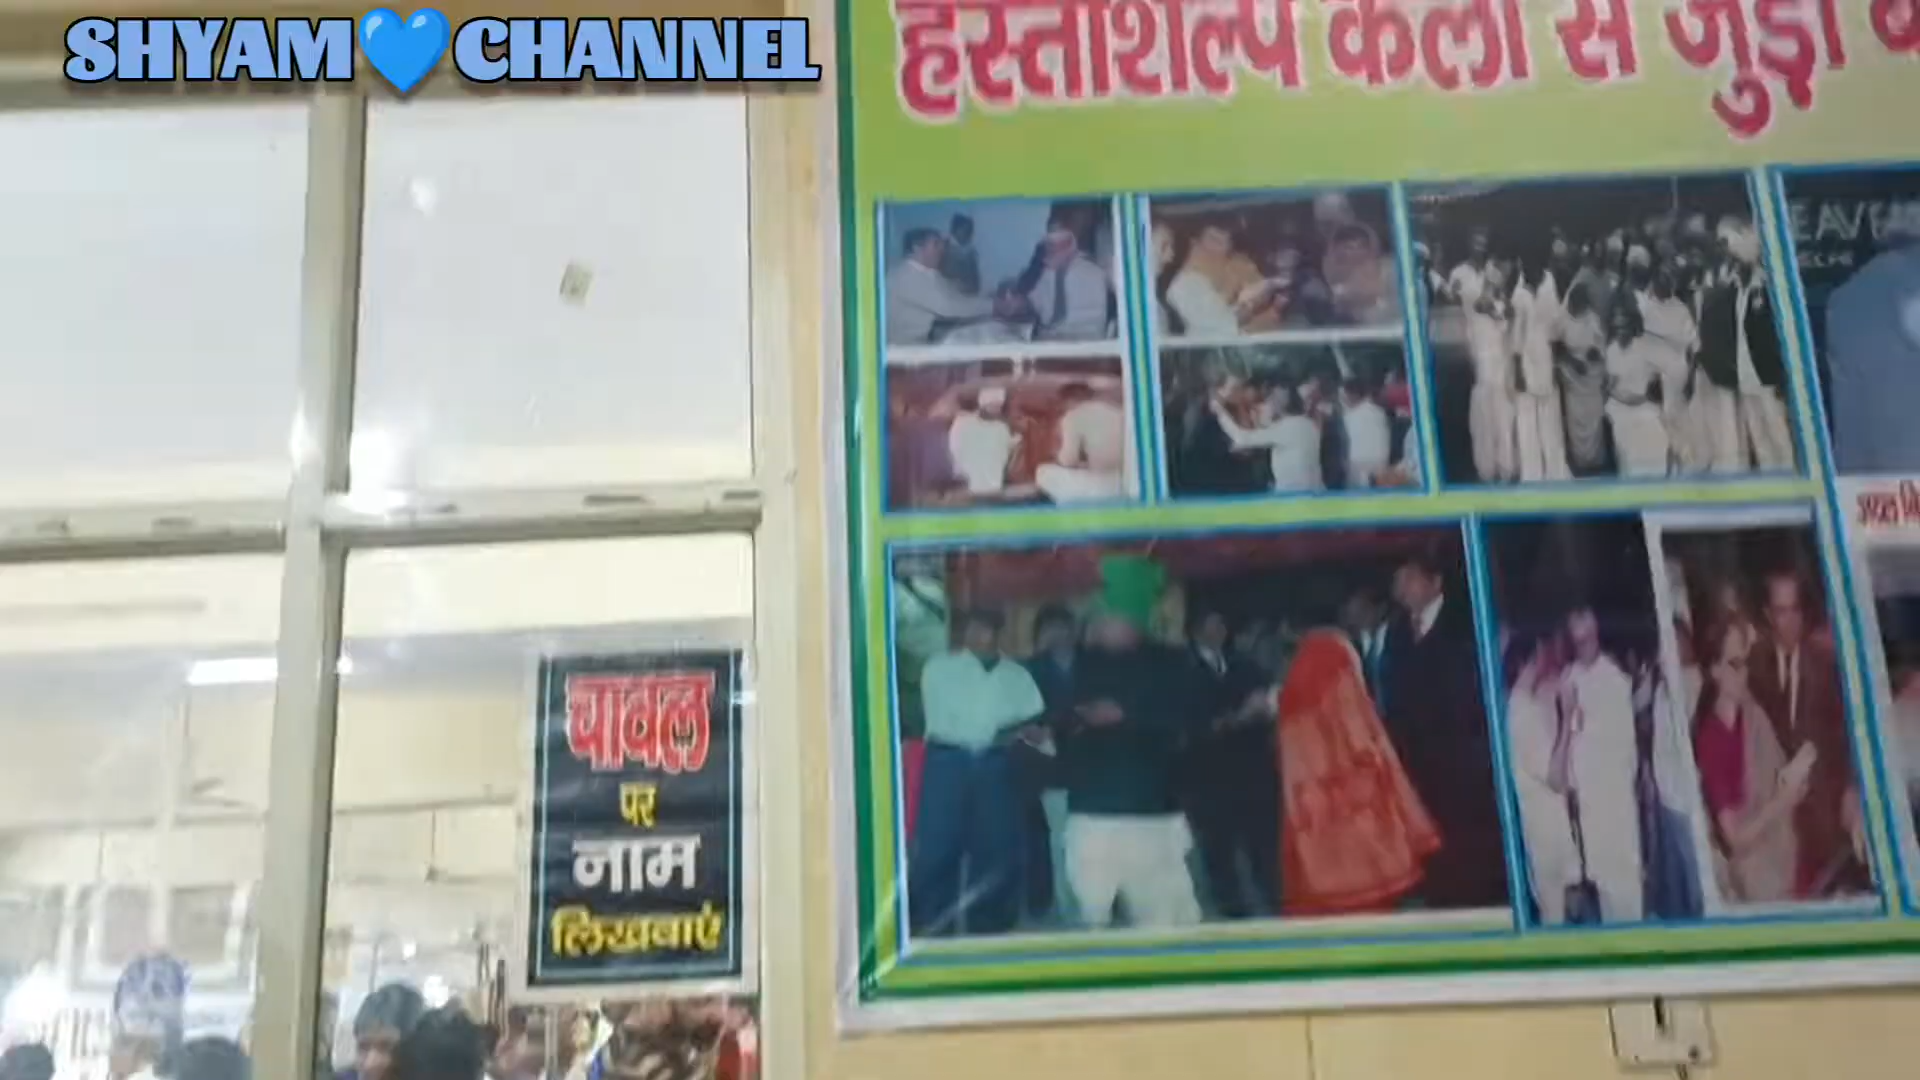 SHYAM💙CHANNEL
हस्तशिल्प कला से जुड़ी
चावल
पर
नाम
लिखवाएं